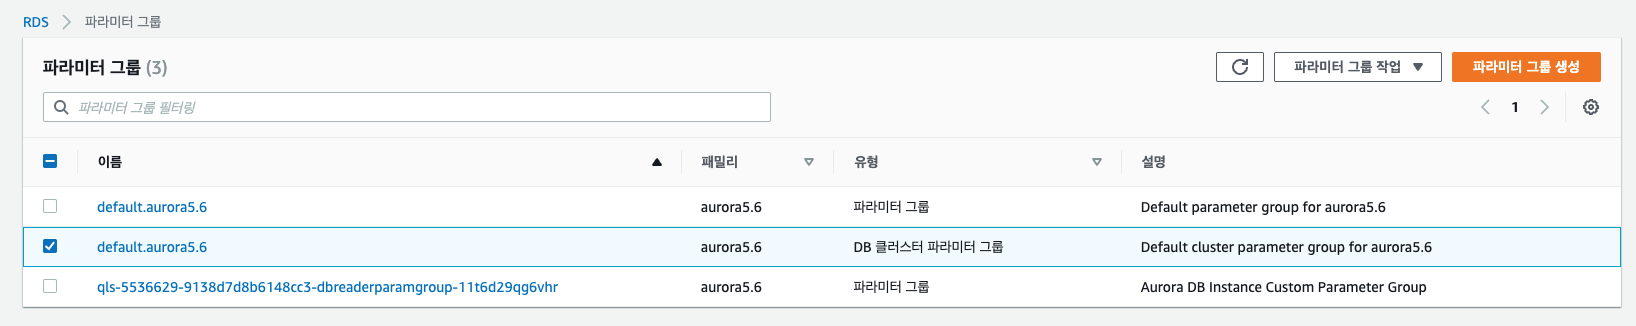 RDS 파라미터 그룹
파라미터 그룹 (3) 파라미터 그룹 작업 파라미터 그룹 생성
파라미터 그룹 필터링 1
이름 패밀리 유형 설명
default.aurora5.6 aurora5.6 파라미터 그룹 Default parameter group for aurora5.6
default.aurora5.6 aurora5.6 DB 클러스터 파라미터 그룹 Default cluster parameter group for aurora5.6
qls-5536629-9138d7d8b6148cc3-dbreaderparamgroup-11t6d29qg6vhr aurora5.6 파라미터 그룹 Aurora DB Instance Custom Parameter Group